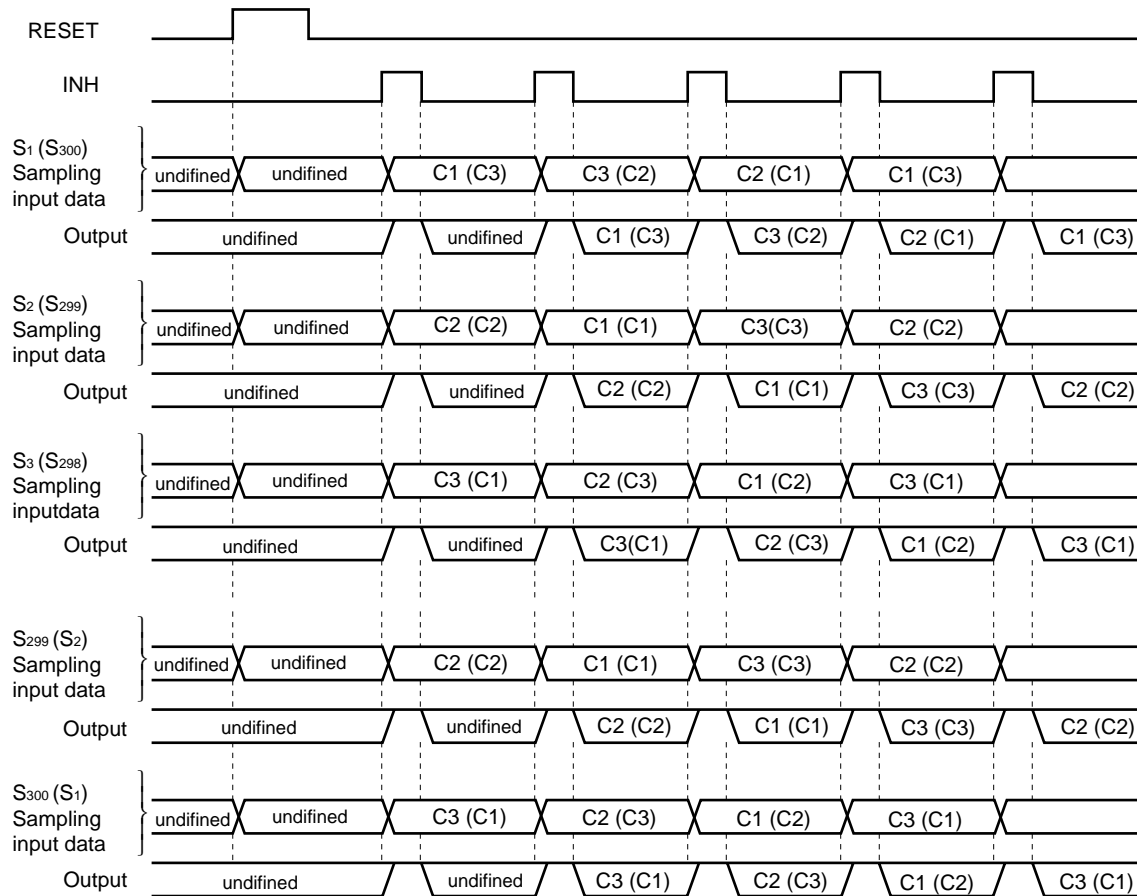 RESET
INH
S1 (S300)
Sampling
input data
undifined undifined C1 (C3) C3 (C2) C2 (C1) C1 (C3)
Output undifined undifined C1 (C3) C3 (C2) C2 (C1) C1 (C3)
S2 (S299)
Sampling
input data
undifined undifined C2 (C2) C1 (C1) C3(C3) C2 (C2)
Output undifined undifined C2 (C2) C1 (C1) C3 (C3) C2 (C2)
S3 (S298)
Sampling
inputdata
undifined undifined C3 (C1) C2 (C3) C1 (C2) C3 (C1)
Output undifined undifined C3(C1) C2 (C3) C1 (C2) C3 (C1)
S299 (S2)
Sampling
input data
undifined undifined C2 (C2) C1 (C1) C3 (C3) C2 (C2)
Output undifined undifined C2 (C2) C1 (C1) C3 (C3) C2 (C2)
S300 (S1)
Sampling
input data
undifined undifined C3 (C1) C2 (C3) C1 (C2) C3 (C1)
Output undifined undifined C3 (C1) C2 (C3) C1 (C2) C3 (C1)